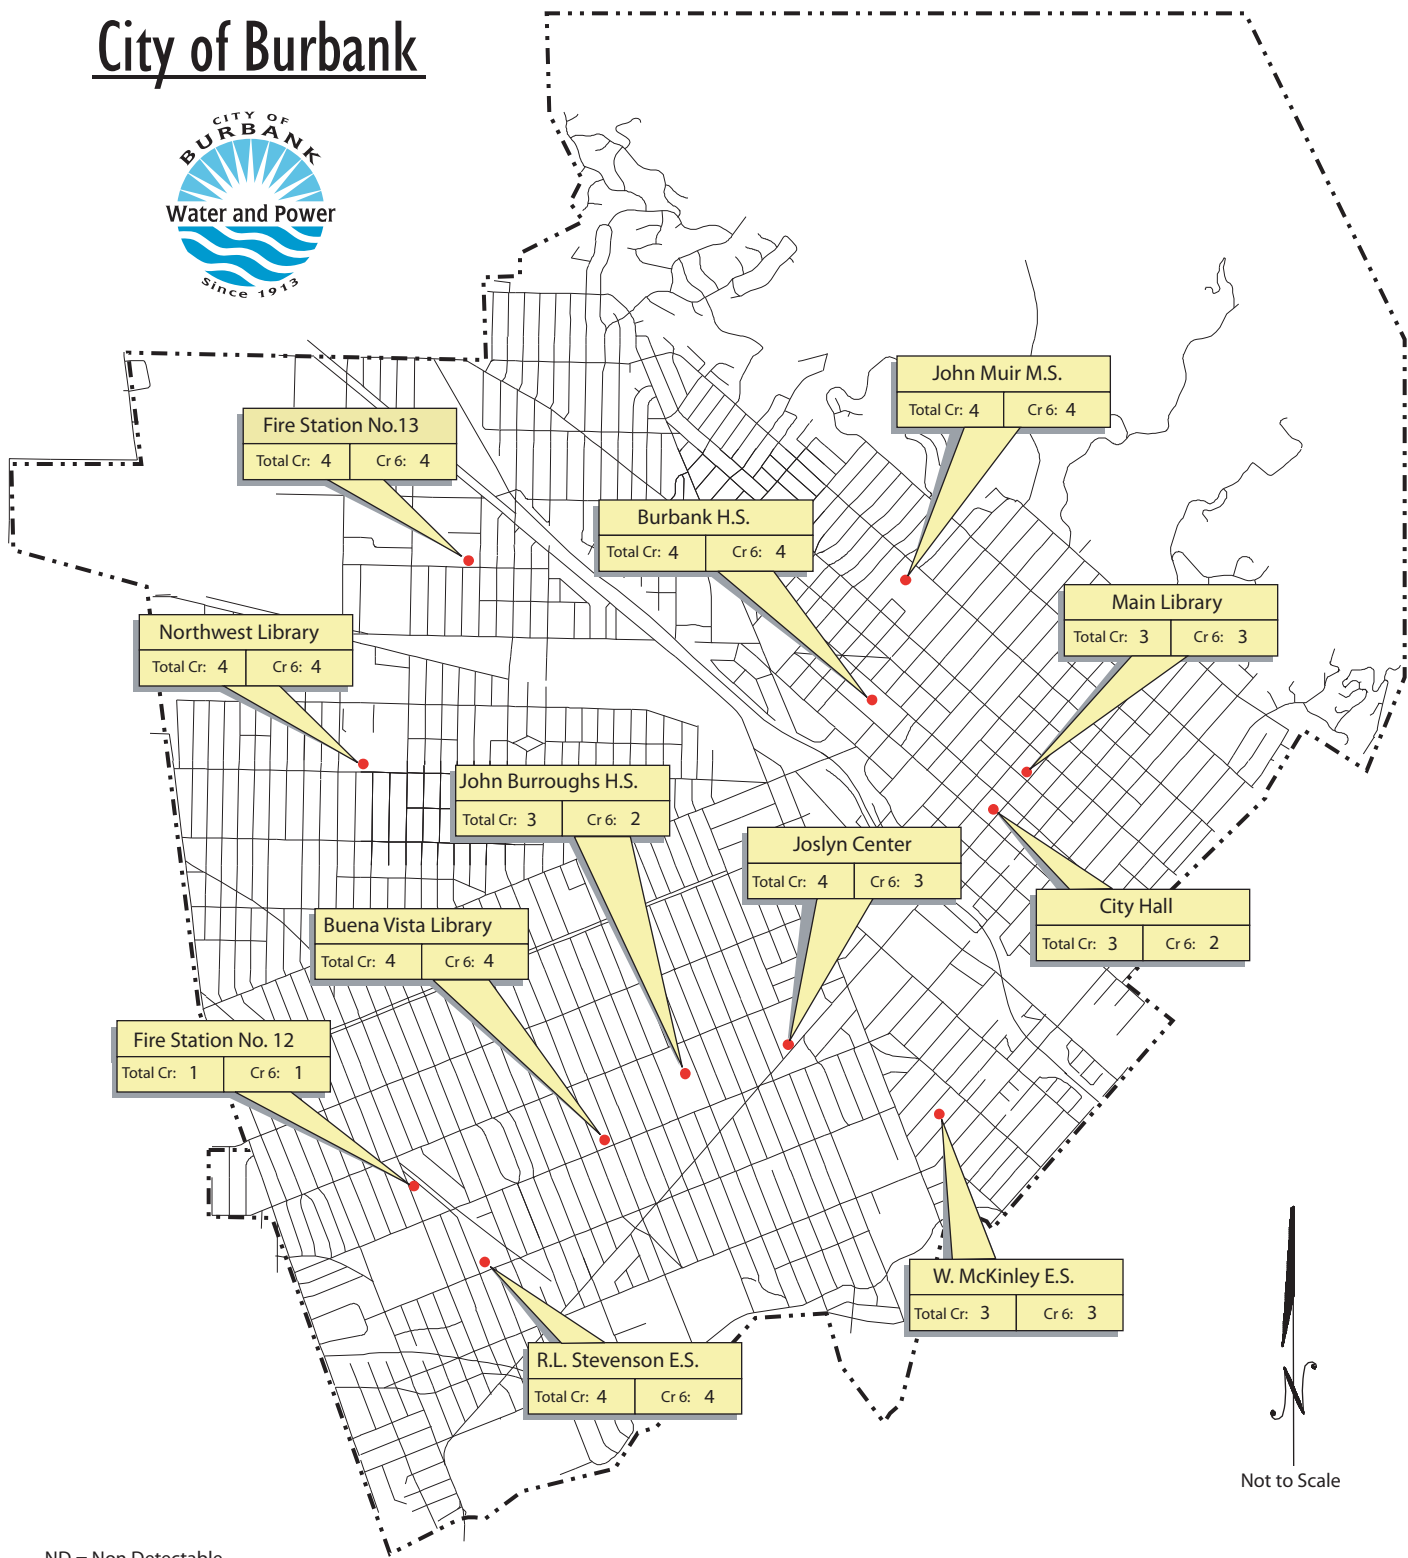 City of Burbank
CITY OF
BURBANK
Water and Power
Since 1913
John Muir M.S.
Total Cr: 4 Cr 6: 4
Fire Station No.13
Total Cr: 4 Cr 6: 4
Burbank H.S.
Total Cr: 4 Cr 6: 4
Main Library
Total Cr: 3 Cr 6: 3
Northwest Library
Total Cr: 4 Cr 6: 4
John Burroughs H.S.
Total Cr: 3 Cr 6: 2
Joslyn Center
Total Cr: 4 Cr 6: 3
City Hall
Total Cr: 3 Cr 6: 2
Buena Vista Library
Total Cr: 4 Cr 6: 4
Fire Station No. 12
Total Cr: 1 Cr 6: 1
W. McKinley E.S.
Total Cr: 3 Cr 6: 3
R.L. Stevenson E.S.
Total Cr: 4 Cr 6: 4
N
Not to Scale
ND = Non Detectable